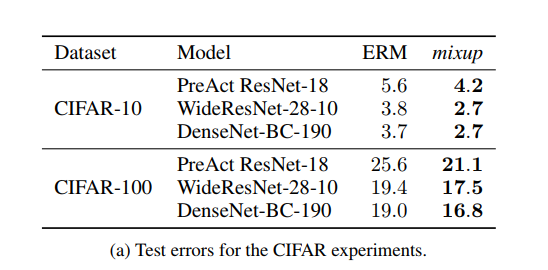 Dataset Model ERM mixup
PreAct ResNet-18 5.6 4.2
CIFAR-10 WideResNet-28-10 3.8 2.7
DenseNet-BC-190 3.7 2.7
PreAct ResNet-18 25.6 21.1
CIFAR-100 WideResNet-28-10 19.4 17.5
DenseNet-BC-190 19.0 16.8
(a) Test errors for the CIFAR experiments.